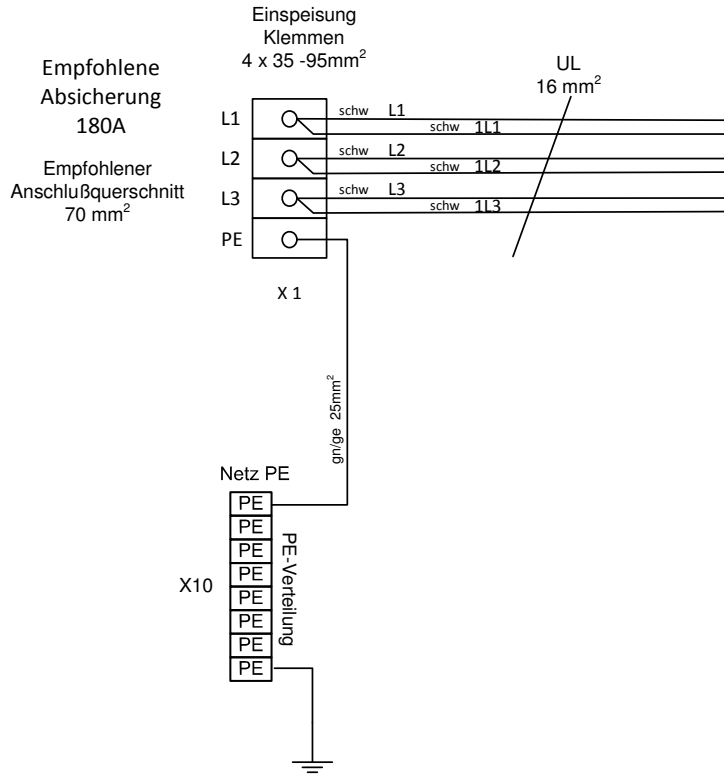 Einspeisung
Klemmen
4 x 35 -95mm²
Empfohlene
Absicherung
180A
Empfohlener
Anschlußquerschnitt
70 mm²
UL
16 mm²
L1
schw L1
schw 1L1
L2
schw L2
schw 1L2
L3
schw L3
schw 1L3
PE
X 1
gn/ge 25mm²
Netz PE
PE
PE
PE
PE
PE
PE
PE
PE
X10
PE-Verteilung